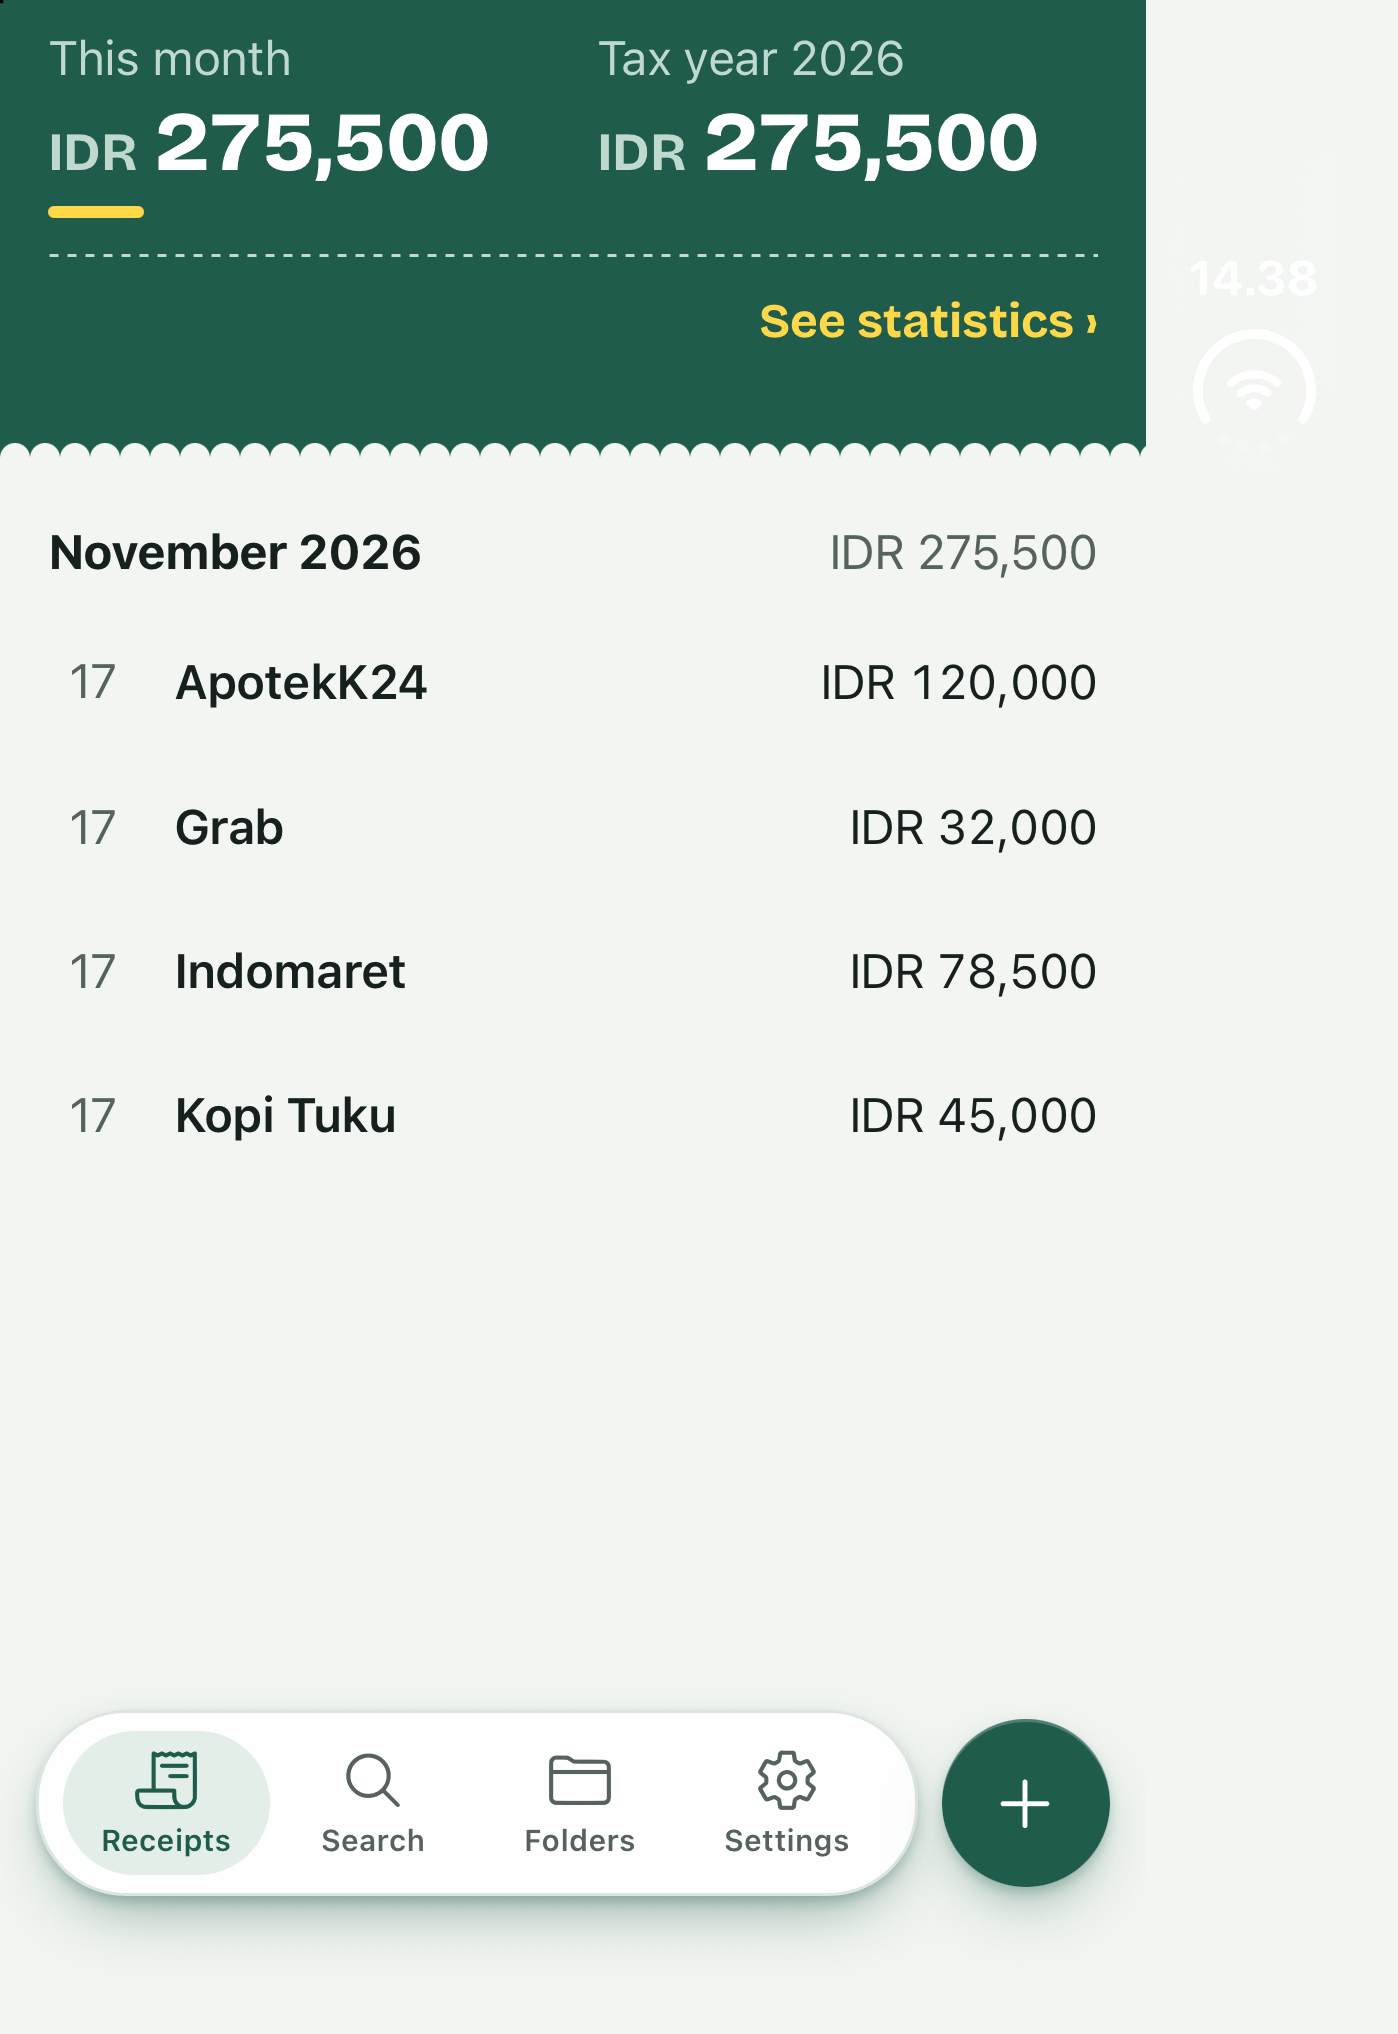 This month Tax year 2026
IDR 275,500 IDR 275,500
14.38
See statistics ›
November 2026 IDR 275,500
17 ApotekK24 IDR 120,000
17 Grab IDR 32,000
17 Indomaret IDR 78,500
17 Kopi Tuku IDR 45,000
Receipts Search Folders Settings